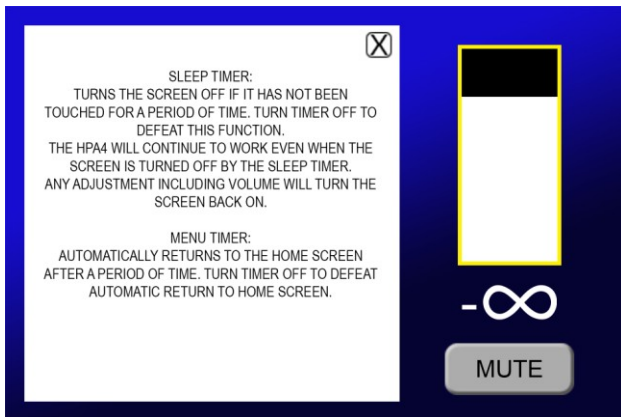 X
SLEEP TIMER:
TURNS THE SCREEN OFF IF IT HAS NOT BEEN
TOUCHED FOR A PERIOD OF TIME. TURN TIMER OFF TO
DEFEAT THIS FUNCTION.
THE HPA4 WILL CONTINUE TO WORK EVEN WHEN THE
SCREEN IS TURNED OFF BY THE SLEEP TIMER.
ANY ADJUSTMENT INCLUDING VOLUME WILL TURN THE
SCREEN BACK ON.
MENU TIMER:
AUTOMATICALLY RETURNS TO THE HOME SCREEN
AFTER A PERIOD OF TIME. TURN TIMER OFF TO DEFEAT
AUTOMATIC RETURN TO HOME SCREEN.
-∞
MUTE